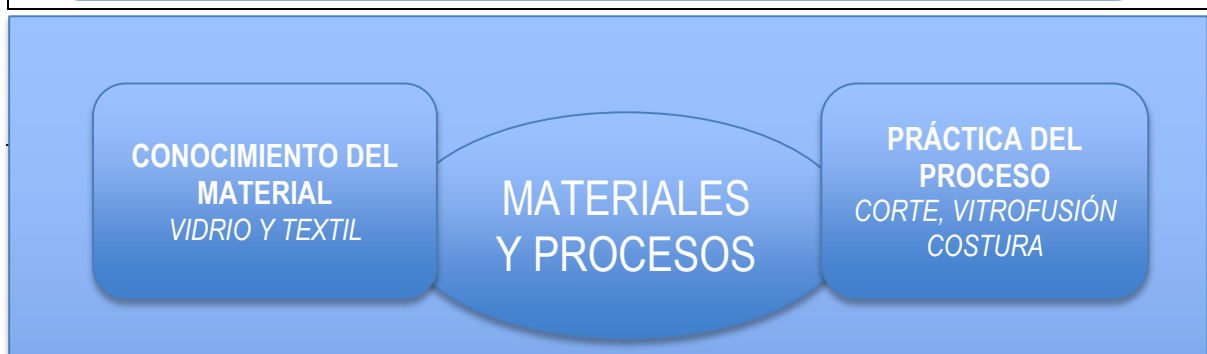 CONOCIMIENTO DEL
MATERIAL
VIDRIO Y TEXTIL
MATERIALES
Y PROCESOS
PRÁCTICA DEL
PROCESO
CORTE, VITROFUSIÓN
COSTURA